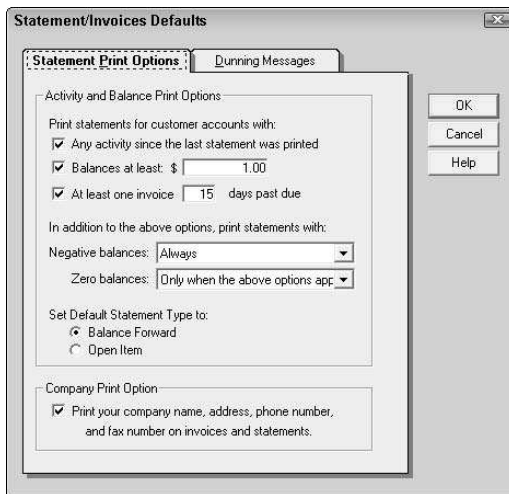 Statement/Invoices Defaults
Statement Print Options
Dunning Messages
Activity and Balance Print Options
Print statements for customer accounts with:
Any activity since the last statement was printed
Balances at least: $ 1.00
At least one invoice 15 days past due
In addition to the above options, print statements with:
Negative balances: Always
Zero balances: Only when the above options app
Set Default Statement Type to:
Balance Forward
Open Item
Company Print Option
Print your company name, address, phone number,
and fax number on invoices and statements.
OK
Cancel
Help